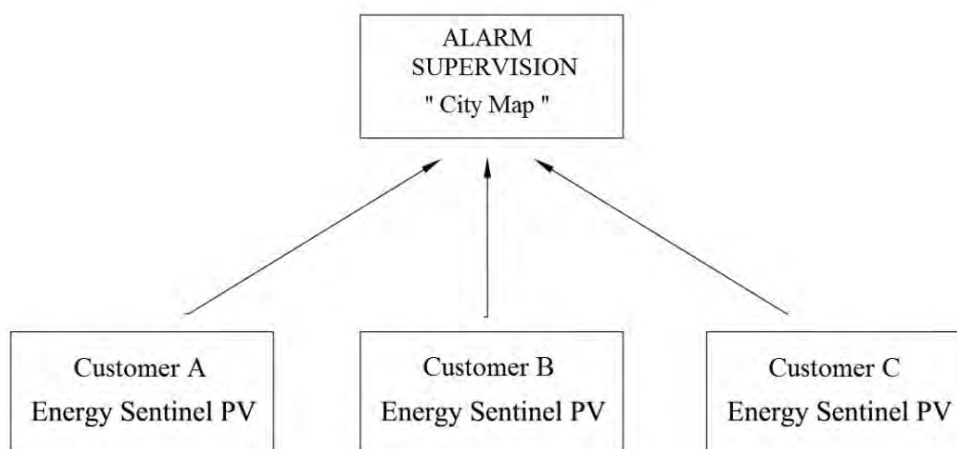 ALARM
SUPERVISION
" City Map "
Customer A
Energy Sentinel PV
Customer B
Energy Sentinel PV
Customer C
Energy Sentinel PV